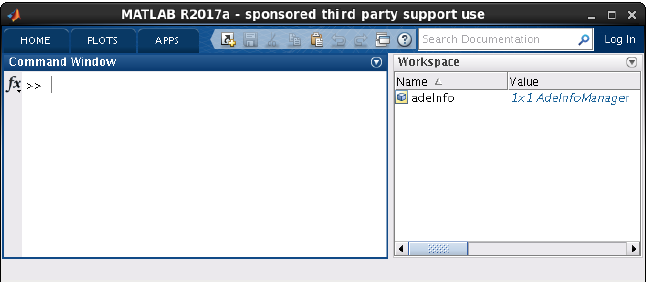 MATLAB R2017a - sponsored third party support use
HOME PLOTS APPS Search Documentation Log In
Command Window
fx >>
Workspace
Name Value
adeInfo 1x1 AdeInfoManager